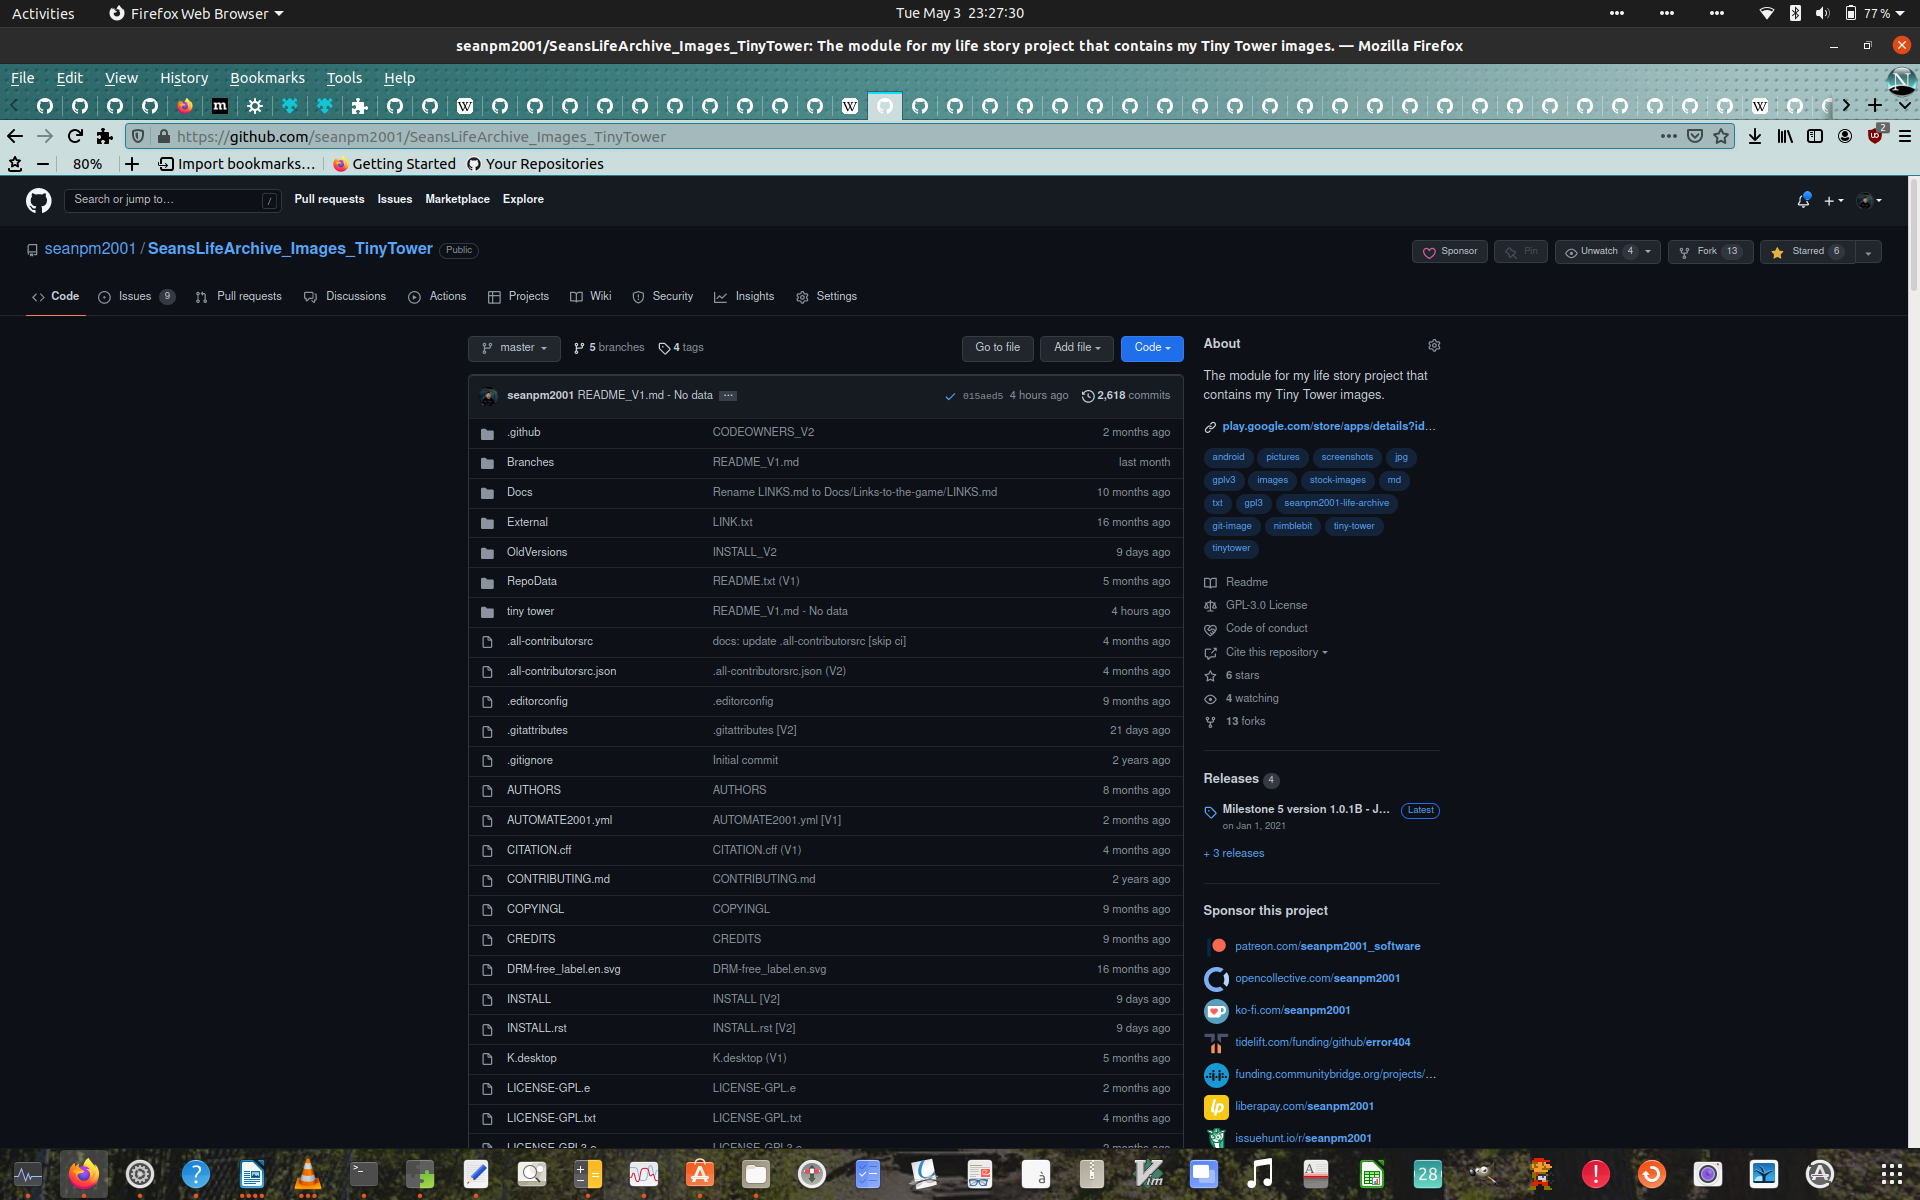 Activities Firefox Web Browser Tue May 3 23:27:30 77 %
seanpm2001/SeansLifeArchive_Images_TinyTower: The module for my life story project that contains my Tiny Tower images. — Mozilla Firefox
File Edit View History Bookmarks Tools Help
https://github.com/seanpm2001/SeansLifeArchive_Images_TinyTower 2
80% Import bookmarks... Getting Started Your Repositories
Search or jump to... / Pull requests Issues Marketplace Explore
seanpm2001 / SeansLifeArchive_Images_TinyTower Public Sponsor Pin Unwatch 4 Fork 13 Starred 6
Code Issues 9 Pull requests Discussions Actions Projects Wiki Security Insights Settings
master 5 branches 4 tags Go to file Add file Code
seanpm2001 README_V1.md - No data ... 015aed5 4 hours ago 2,618 commits
.github CODEOWNERS_V2 2 months ago
Branches README_V1.md last month
Docs Rename LINKS.md to Docs/Links-to-the-game/LINKS.md 10 months ago
External LINK.txt 16 months ago
OldVersions INSTALL_V2 9 days ago
RepoData README.txt (V1) 5 months ago
tiny tower README_V1.md - No data 4 hours ago
.all-contributorsrc docs: update .all-contributorsrc [skip ci] 4 months ago
.all-contributorsrc.json .all-contributorsrc.json (V2) 4 months ago
.editorconfig .editorconfig 9 months ago
.gitattributes .gitattributes [V2] 21 days ago
.gitignore Initial commit 2 years ago
AUTHORS AUTHORS 8 months ago
AUTOMATE2001.yml AUTOMATE2001.yml [V1] 2 months ago
CITATION.cff CITATION.cff (V1) 4 months ago
CONTRIBUTING.md CONTRIBUTING.md 2 years ago
COPYINGL COPYINGL 9 months ago
CREDITS CREDITS 9 months ago
DRM-free_label.en.svg DRM-free_label.en.svg 16 months ago
INSTALL INSTALL [V2] 9 days ago
INSTALL.rst INSTALL.rst [V2] 9 days ago
K.desktop K.desktop (V1) 5 months ago
LICENSE-GPL.e LICENSE-GPL.e 2 months ago
LICENSE-GPL.txt LICENSE-GPL.txt 4 months ago
About
The module for my life story project that
contains my Tiny Tower images.
play.google.com/store/apps/details?id...
android pictures screenshots jpg
gplv3 images stock-images md
txt gpl3 seanpm2001-life-archive
git-image nimblebit tiny-tower
tinytower
Readme
GPL-3.0 License
Code of conduct
Cite this repository
6 stars
4 watching
13 forks
Releases 4
Milestone 5 version 1.0.1B - J... Latest
on Jan 1, 2021
+ 3 releases
Sponsor this project
patreon.com/seanpm2001_software
opencollective.com/seanpm2001
ko-fi.com/seanpm2001
tidelift.com/funding/github/error404
funding.communitybridge.org/projects/...
liberapay.com/seanpm2001
issuehunt.io/r/seanpm2001
28